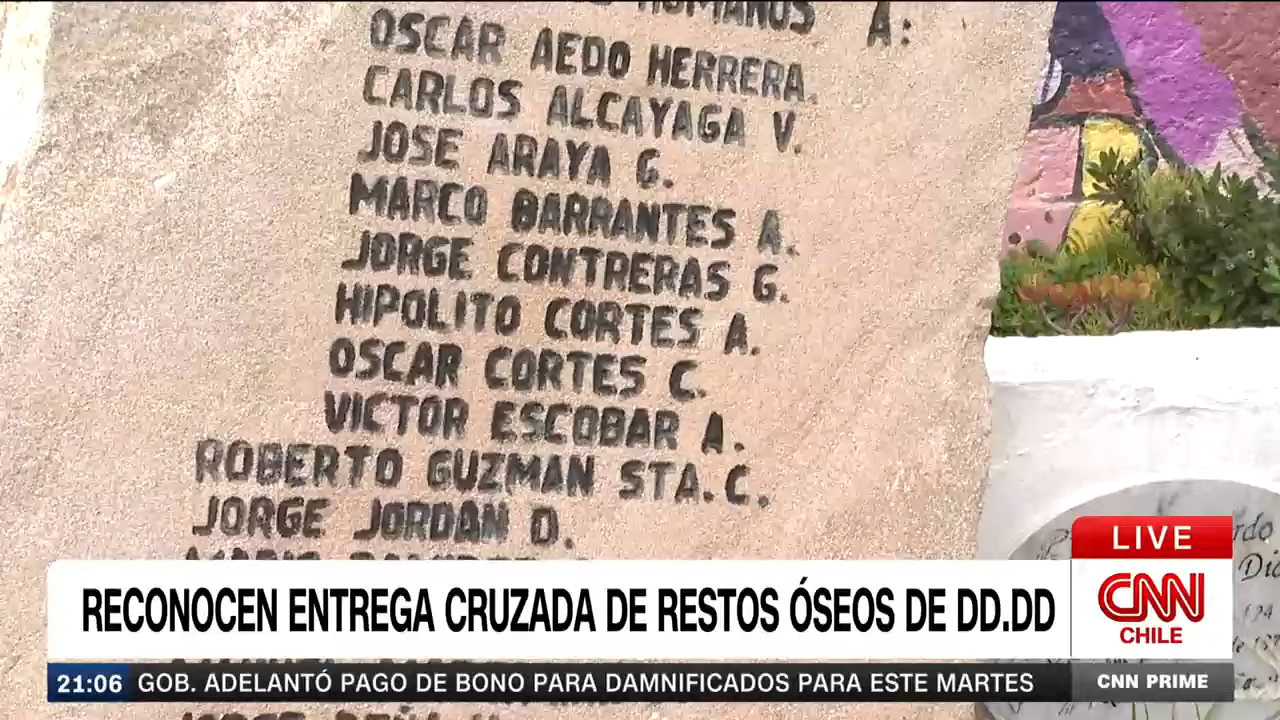 HUMANOS A:
OSCAR AEDO HERRERA.
CARLOS ALCAYAGA V.
JOSE ARAYA G.
MARCO BARRANTES A.
JORGE CONTRERAS G.
HIPOLITO CORTES A.
OSCAR CORTES C.
VICTOR ESCOBAR A.
ROBERTO GUZMAN STA. C.
JORGE JORDAN D.
LIVE
RECONOCEN ENTREGA CRUZADA DE RESTOS ÓSEOS DE DD.DD
CNN
CHILE
21:06 GOB. ADELANTÓ PAGO DE BONO PARA DAMNIFICADOS PARA ESTE MARTES
CNN PRIME